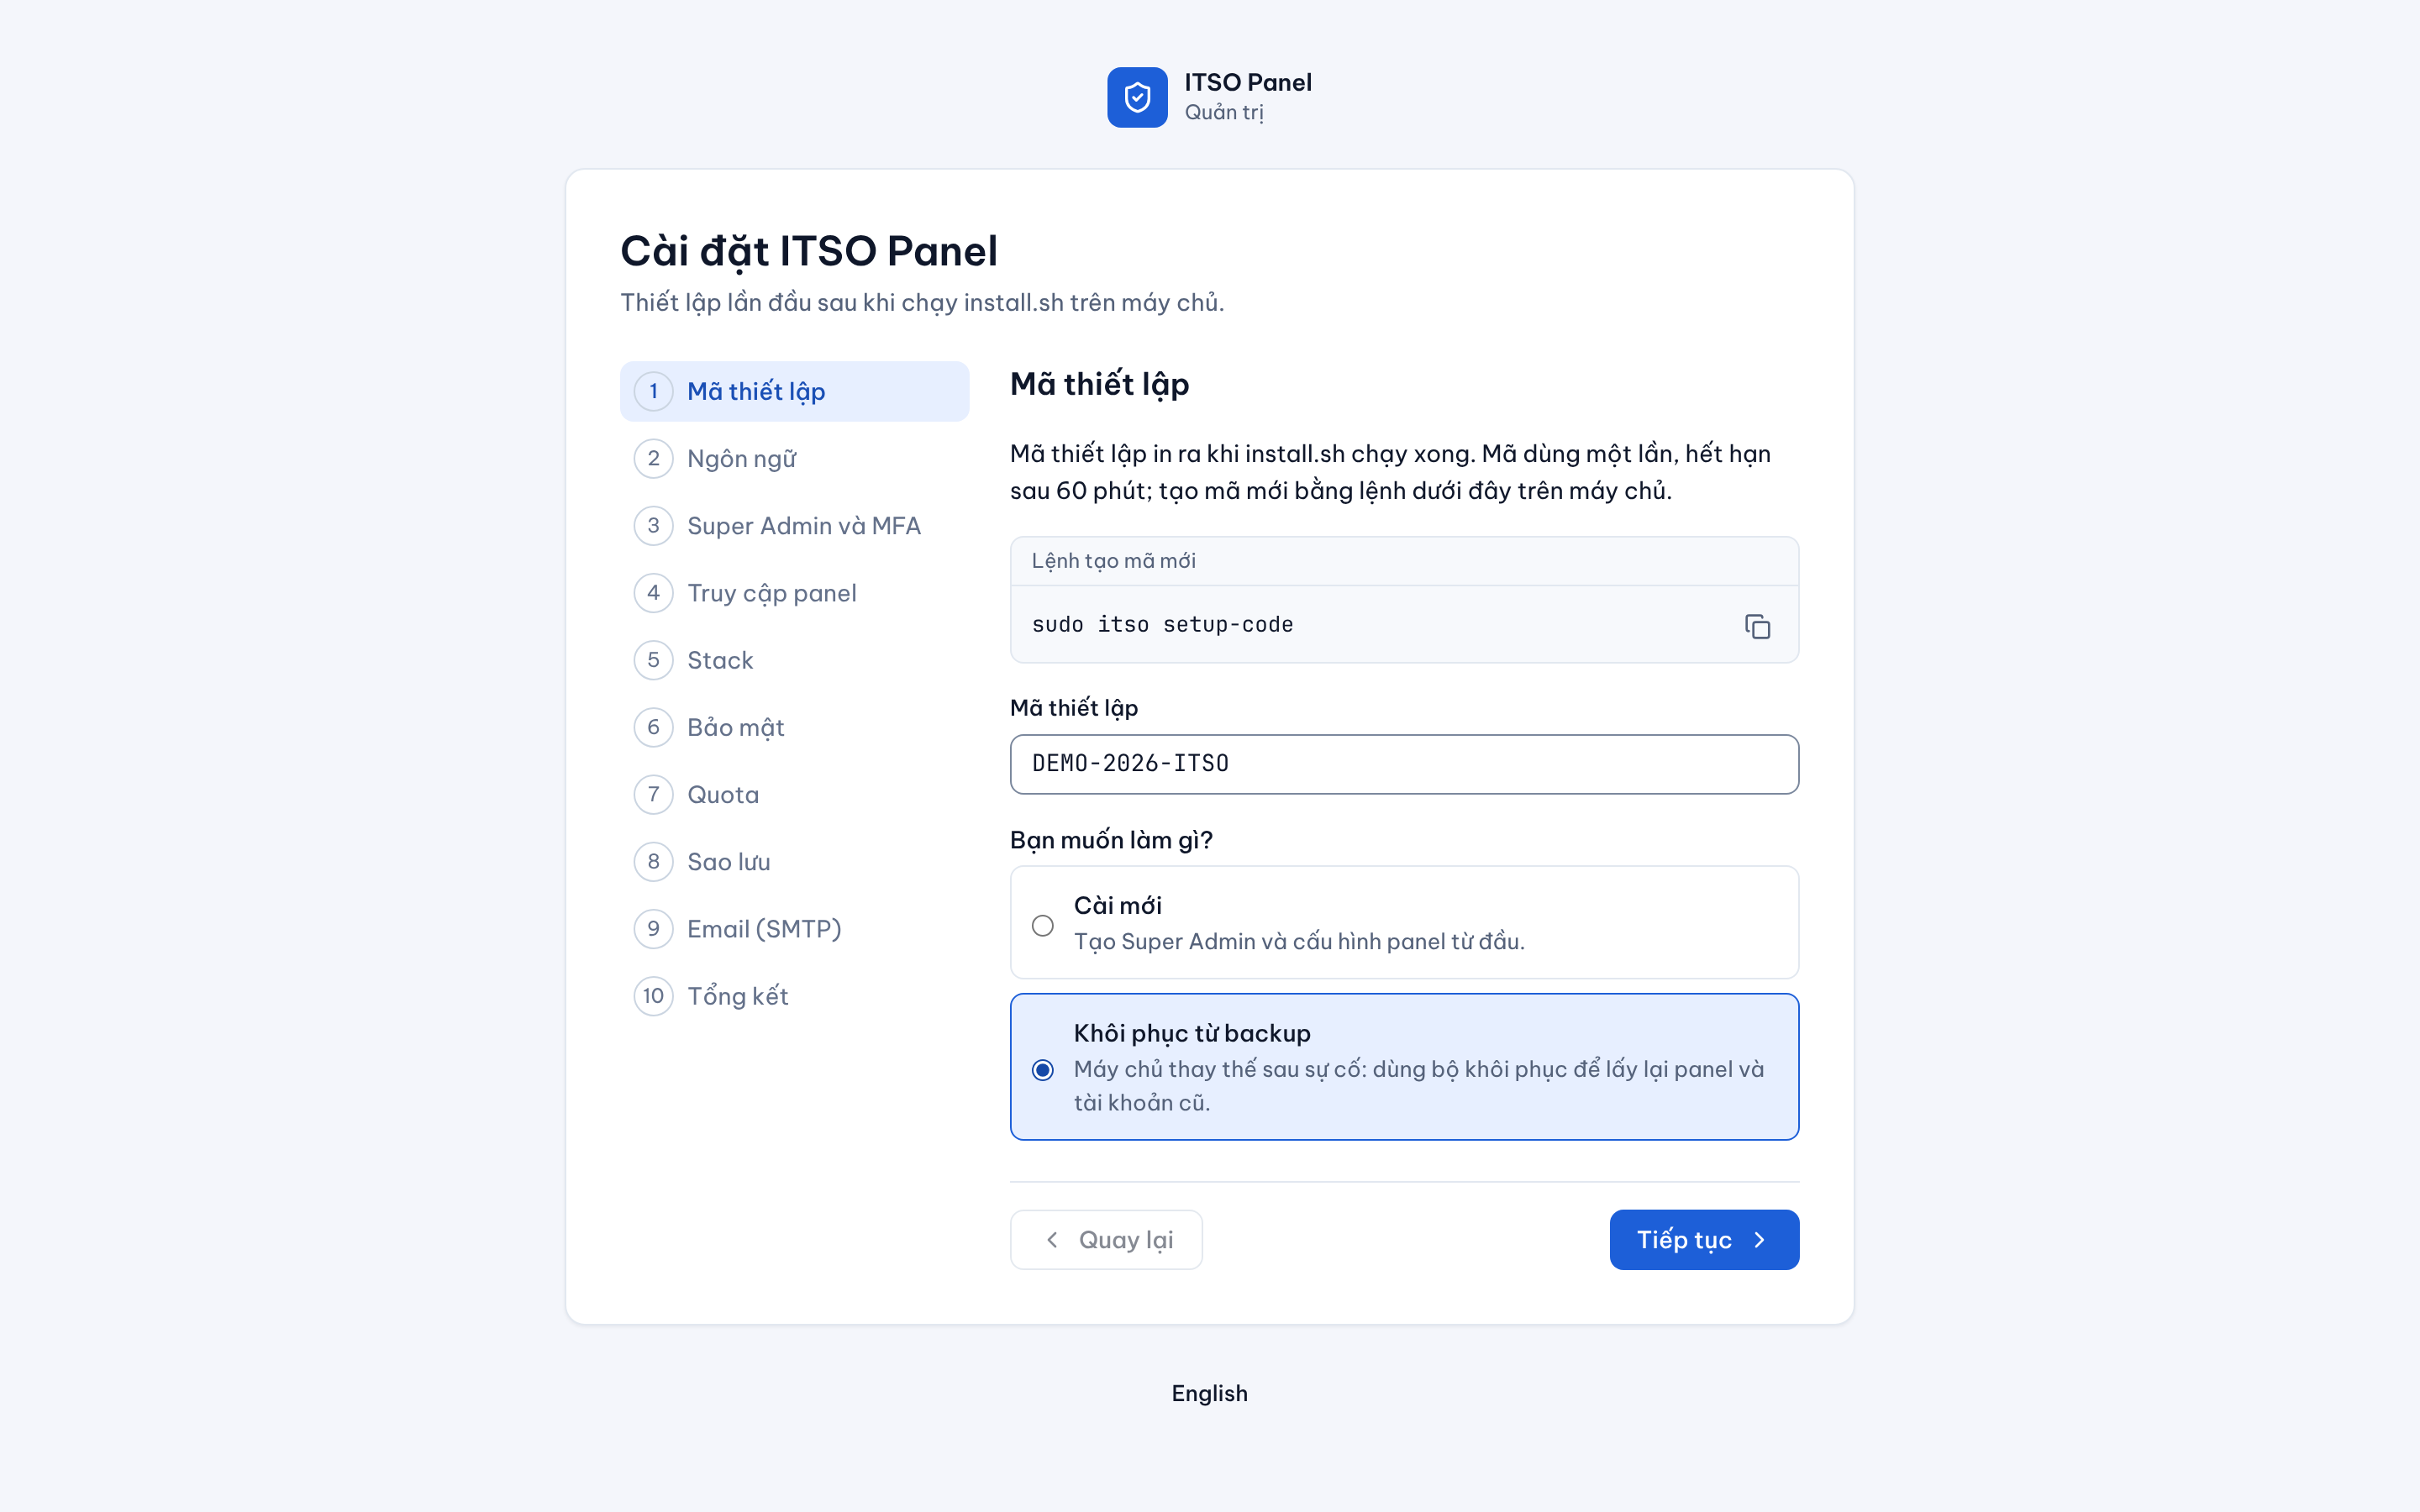 ITSO Panel
Quản trị
Cài đặt ITSO Panel
Thiết lập lần đầu sau khi chạy install.sh trên máy chủ.
1 Mã thiết lập
2 Ngôn ngữ
3 Super Admin và MFA
4 Truy cập panel
5 Stack
6 Bảo mật
7 Quota
8 Sao lưu
9 Email (SMTP)
10 Tổng kết
Mã thiết lập
Mã thiết lập in ra khi install.sh chạy xong. Mã dùng một lần, hết hạn
sau 60 phút; tạo mã mới bằng lệnh dưới đây trên máy chủ.
Lệnh tạo mã mới
sudo itso setup-code
Mã thiết lập
DEMO-2026-ITSO
Bạn muốn làm gì?
Cài mới
Tạo Super Admin và cấu hình panel từ đầu.
Khôi phục từ backup
Máy chủ thay thế sau sự cố: dùng bộ khôi phục để lấy lại panel và
tài khoản cũ.
Quay lại
Tiếp tục
English